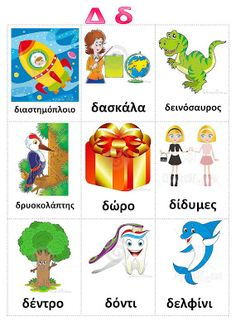 Δ δ
διαστημόπλοιο
δασκάλα
δεινόσαυρος
δρυοκολάπτης
δώρο
δίδυμες
δέντρο
δόντι
δελφίνι